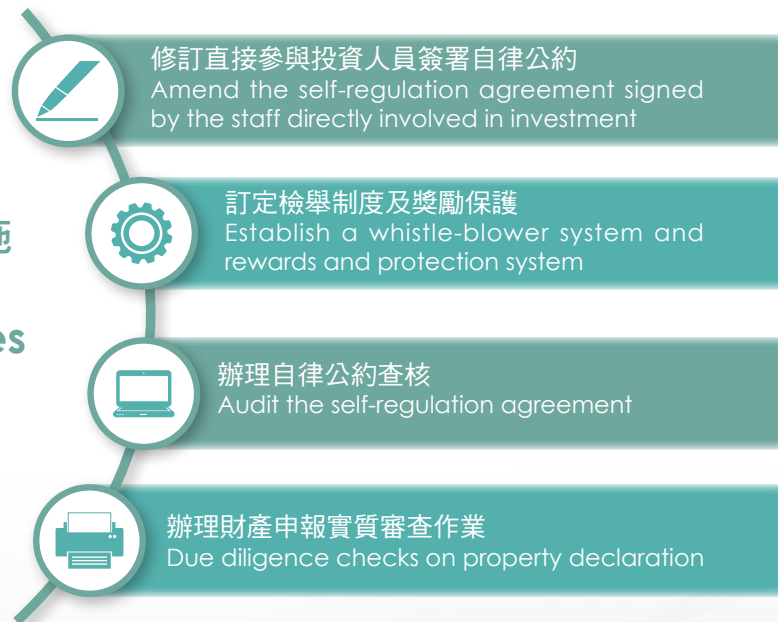 修訂直接參與投資人員簽署自律公約
Amend the self-regulation agreement signed
by the staff directly involved in investment
訂定檢舉制度及獎勵保護
Establish a whistle-blower system and
rewards and protection system
施
es
辦理自律公約查核
Audit the self-regulation agreement
辦理財產申報實質審查作業
Due diligence checks on property declaration